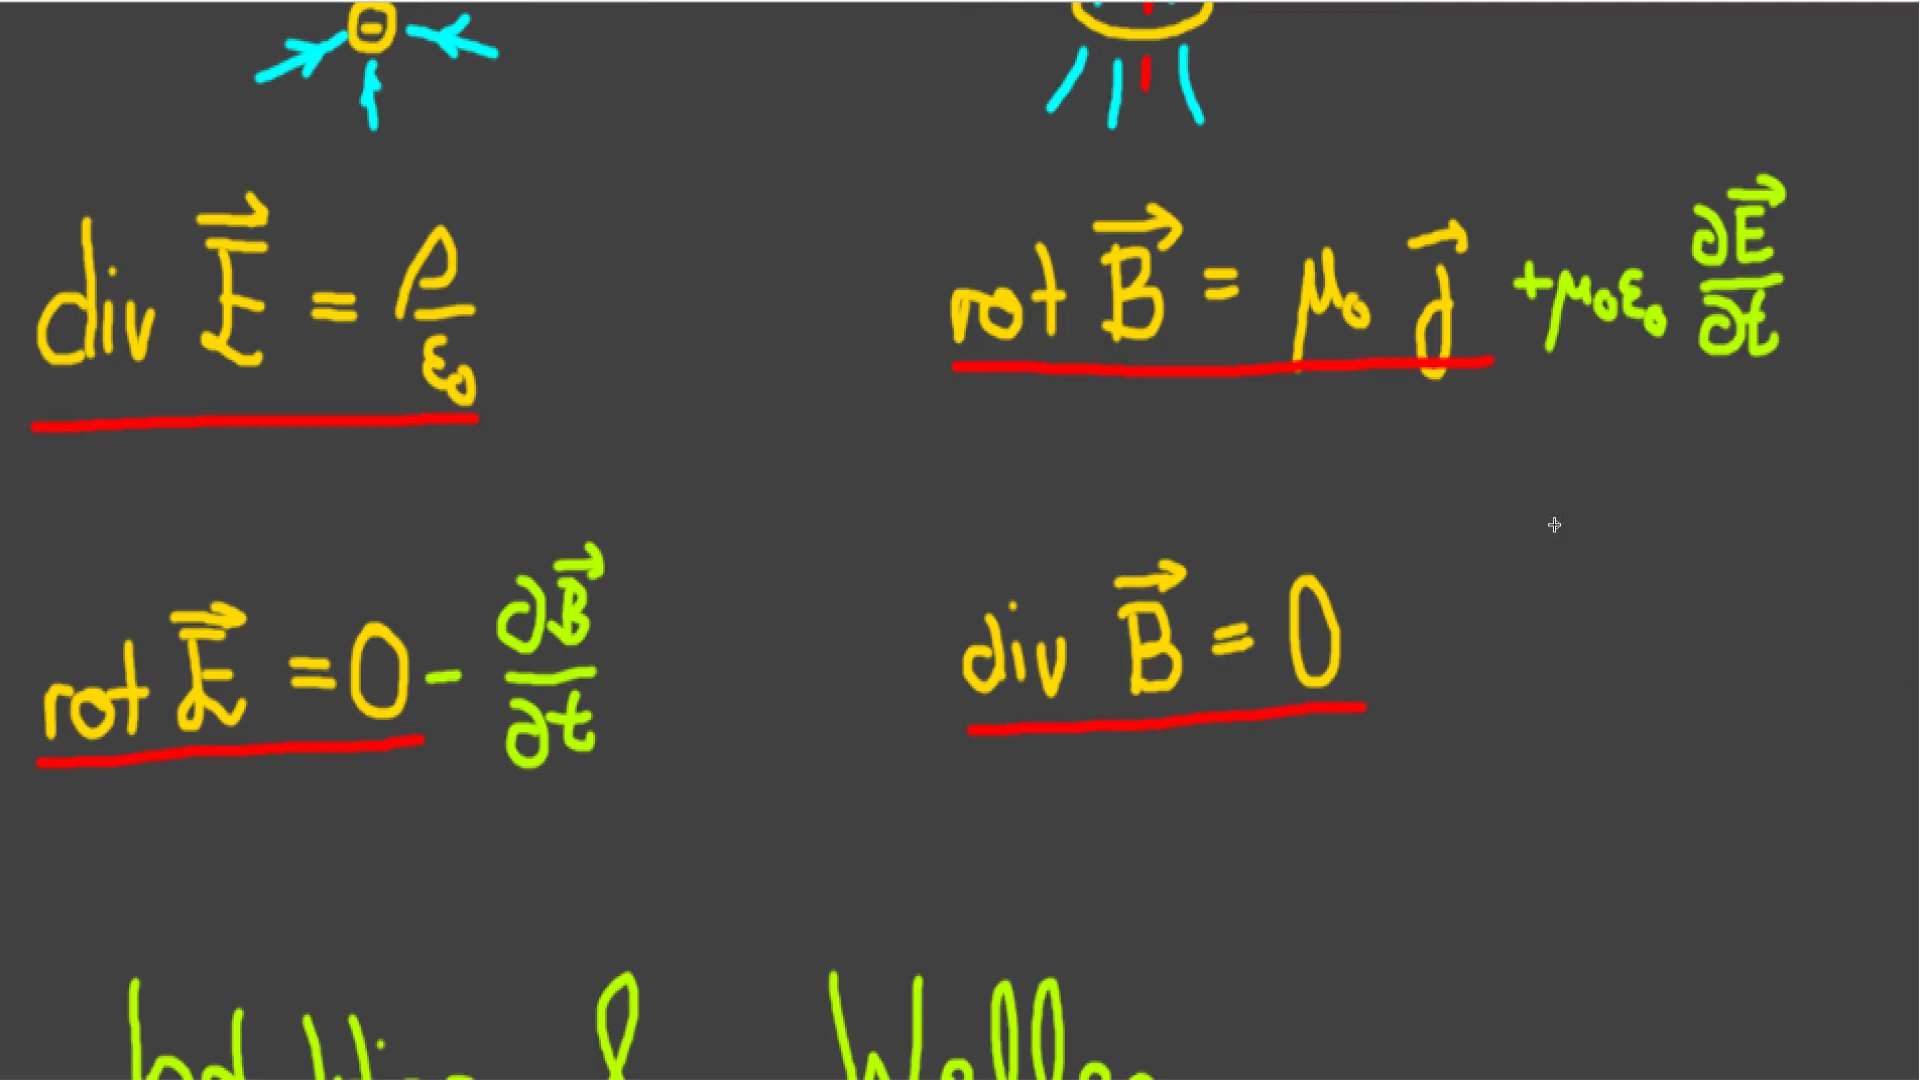 ⊖
div E⃗ = ρ/ε₀
rot B⃗ = μ₀ j⃗ + μ₀ε₀ ∂E⃗/∂t
rot E⃗ = 0 - ∂B⃗/∂t
div B⃗ = 0